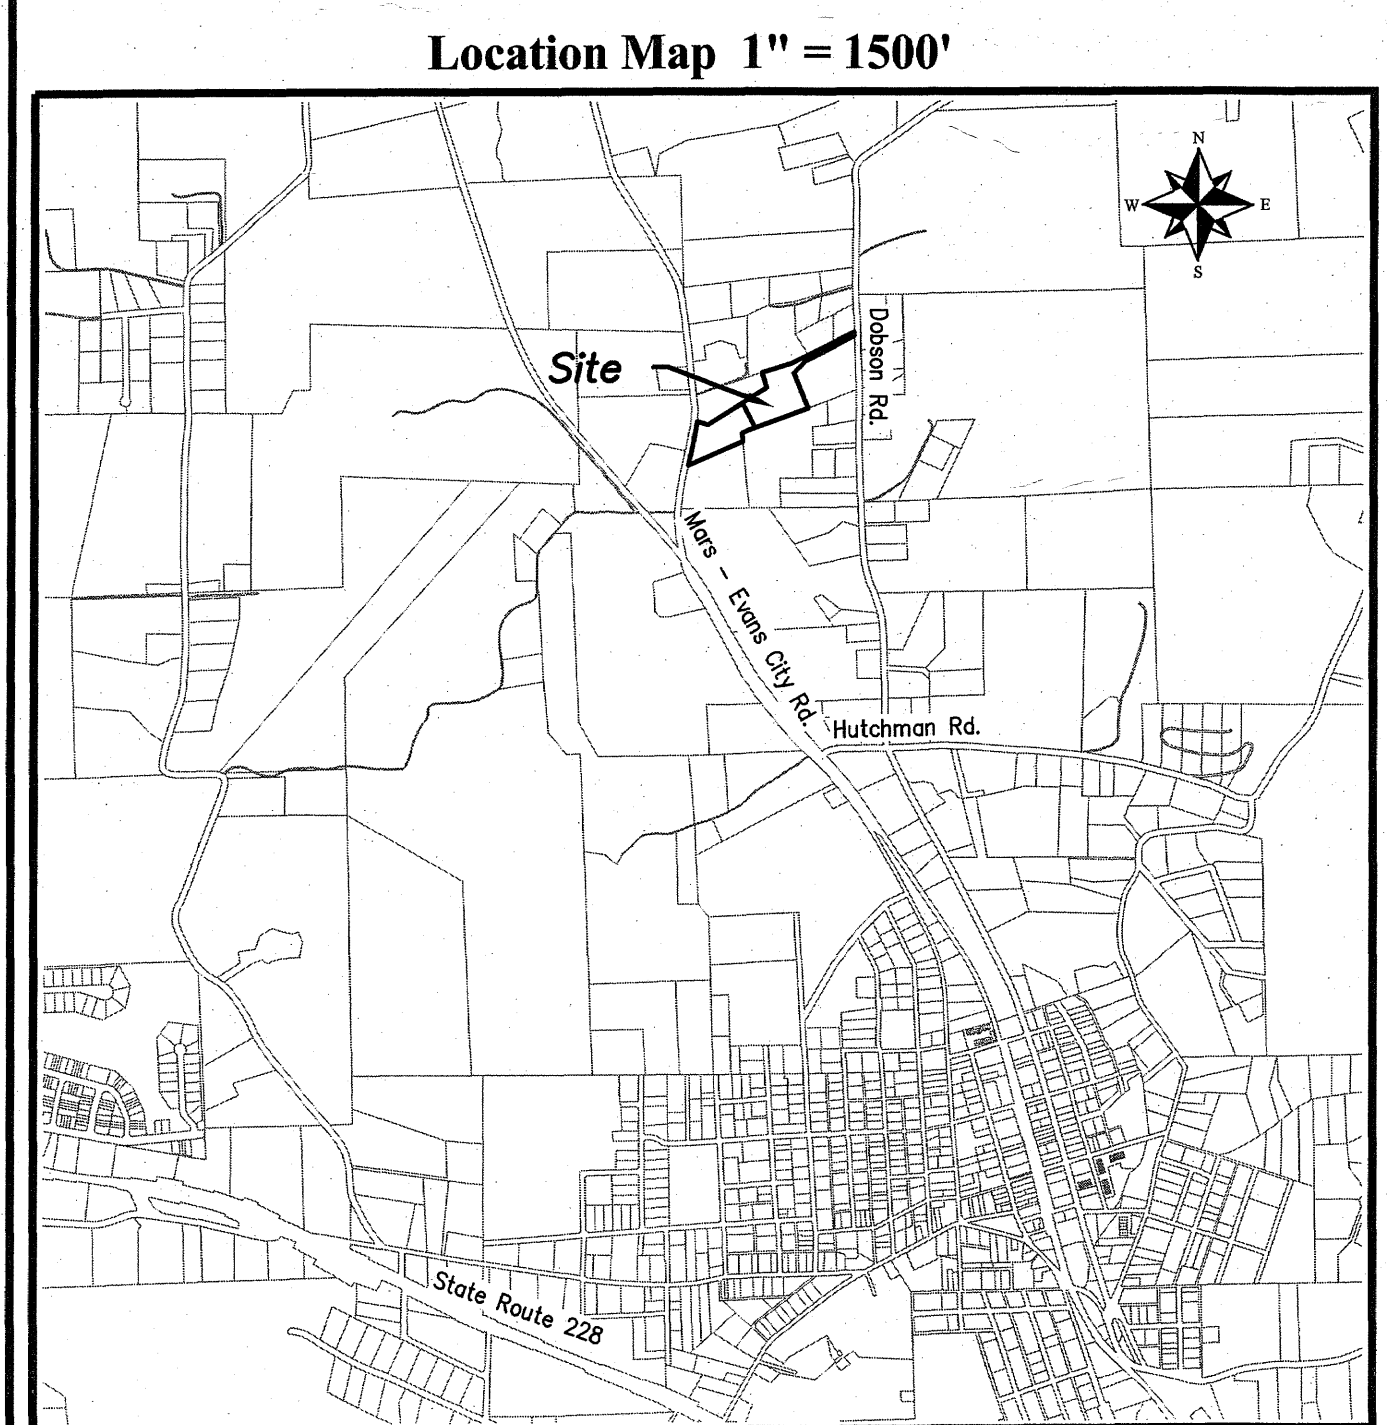 Location Map 1" = 1500'
N
W E
S
Site
Dobson Rd.
Mars - Evans City Rd.
Hutchman Rd.
State Route 228